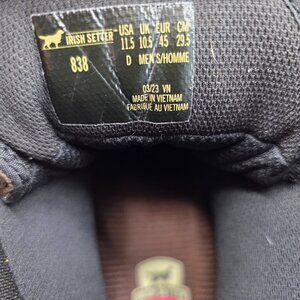 IRISH SETTER
838
USA UK EUR CM
11.5 10.5 45 29.5
D MEN'S/HOMME
03/23 VN
MADE IN VIETNAM
FABRIQUÉ AU VIETNAM